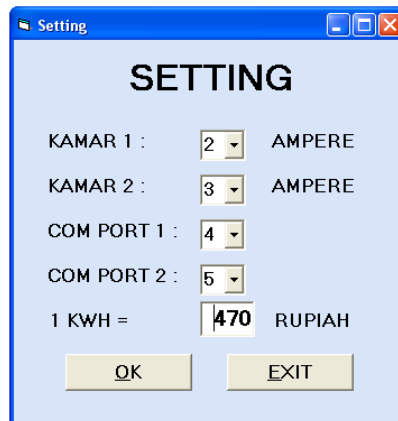 Setting
SETTING
KAMAR 1 : 2 AMPERE
KAMAR 2 : 3 AMPERE
COM PORT 1 : 4
COM PORT 2 : 5
1 KWH = 470 RUPIAH
OK EXIT